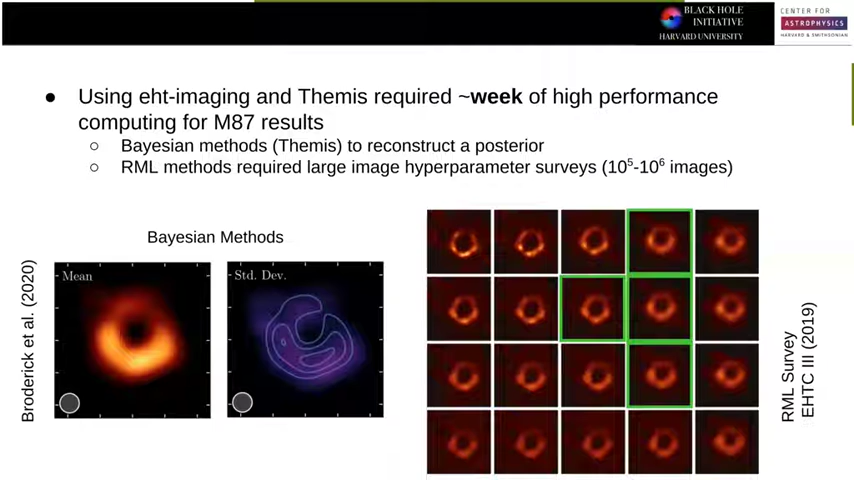 BLACK HOLE
INITIATIVE
HARVARD UNIVERSITY
CENTER FOR
ASTROPHYSICS
HARVARD & SMITHSONIAN
● Using eht-imaging and Themis required ~week of high performance
computing for M87 results
○ Bayesian methods (Themis) to reconstruct a posterior
○ RML methods required large image hyperparameter surveys (10⁵-10⁶ images)
Bayesian Methods
Broderick et al. (2020)
Mean
Std. Dev.
RML Survey
EHTC III (2019)